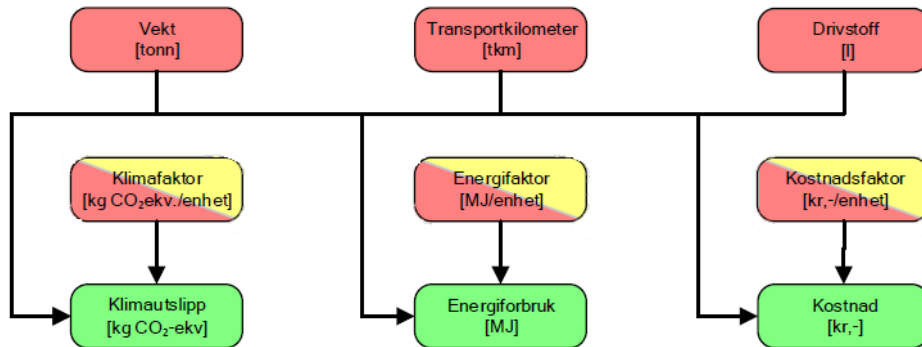 Vekt
[tonn]
Transportkilometer
[tkm]
Drivstoff
[l]
Klimafaktor
[kg CO₂ekv./enhet]
Energifaktor
[MJ/enhet]
Kostnadsfaktor
[kr,-/enhet]
Klimautslipp
[kg CO₂-ekv]
Energiforbruk
[MJ]
Kostnad
[kr,-]